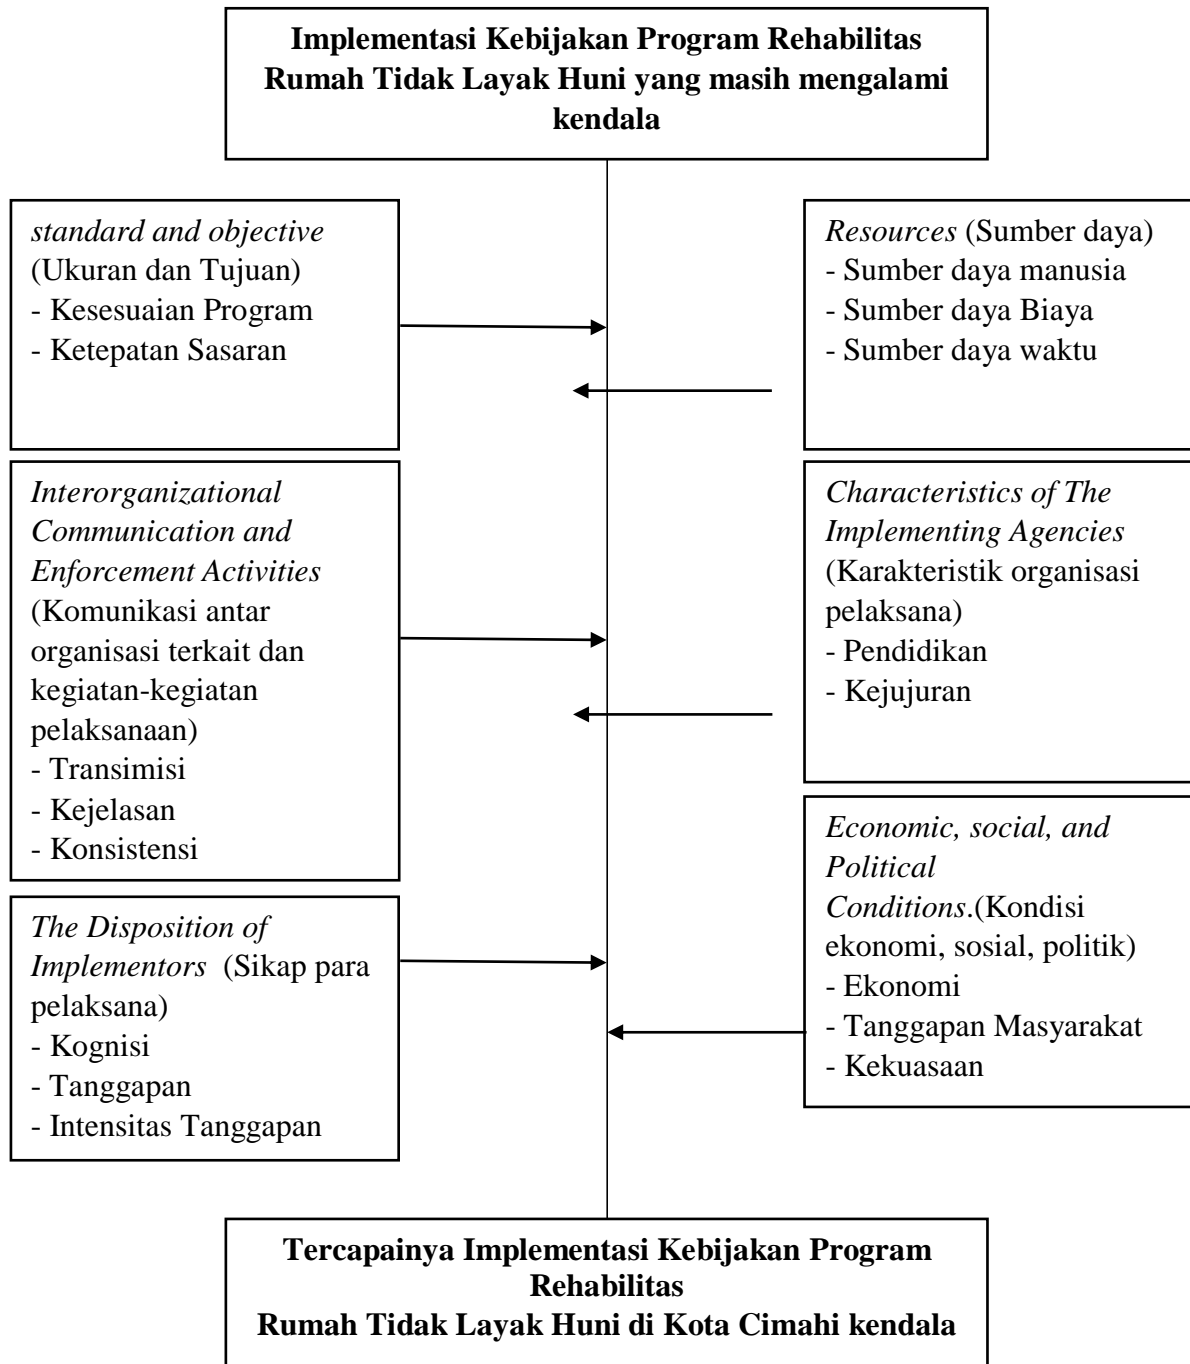 Implementasi Kebijakan Program Rehabilitas
Rumah Tidak Layak Huni yang masih mengalami
kendala
standard and objective
(Ukuran dan Tujuan)
- Kesesuaian Program
- Ketepatan Sasaran
Resources (Sumber daya)
- Sumber daya manusia
- Sumber daya Biaya
- Sumber daya waktu
Interorganizational
Communication and
Enforcement Activities
(Komunikasi antar
organisasi terkait dan
kegiatan-kegiatan
pelaksanaan)
- Transimisi
- Kejelasan
- Konsistensi
Characteristics of The
Implementing Agencies
(Karakteristik organisasi
pelaksana)
- Pendidikan
- Kejujuran
The Disposition of
Implementors (Sikap para
pelaksana)
- Kognisi
- Tanggapan
- Intensitas Tanggapan
Economic, social, and
Political
Conditions.(Kondisi
ekonomi, sosial, politik)
- Ekonomi
- Tanggapan Masyarakat
- Kekuasaan
Tercapainya Implementasi Kebijakan Program
Rehabilitas
Rumah Tidak Layak Huni di Kota Cimahi kendala